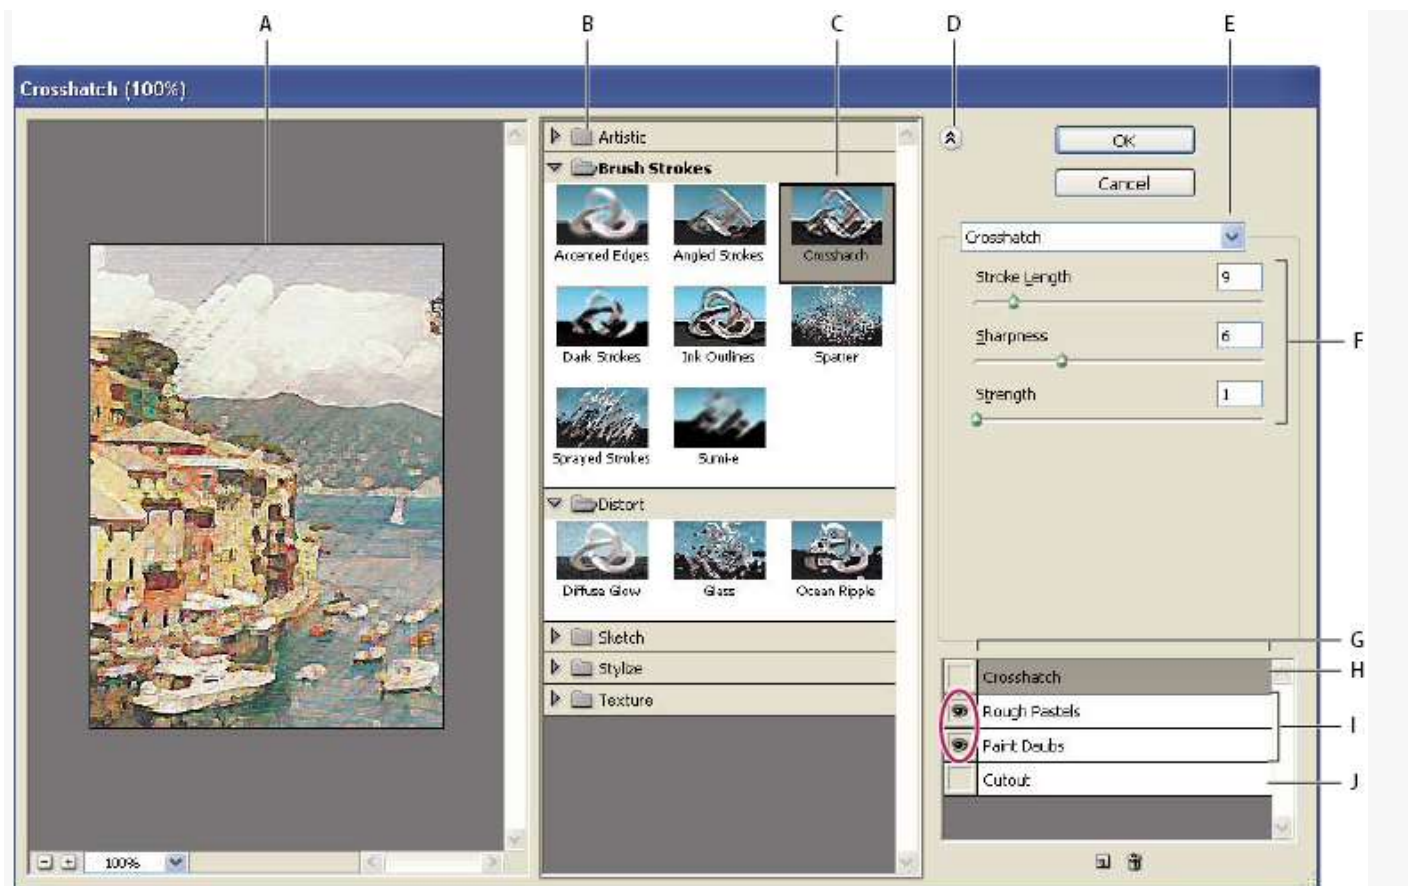 A B C D E
Crosshatch (100%)
Artistic
OK
Brush Strokes
Cancel
Accented Edges Angled Strokes Crosshatch
Crosshatch
Stroke Length 9
Sharpness 6
F
Dark Strokes Ink Outlines Spatter
Strength 1
Sprayed Strokes Sumi-e
Distort
Diffuse Glow Glass Ocean Ripple
Sketch
G
Stylize
Crosshatch
H
Texture
Rough Pastels
I
Paint Daubs
Cutout
J
100%